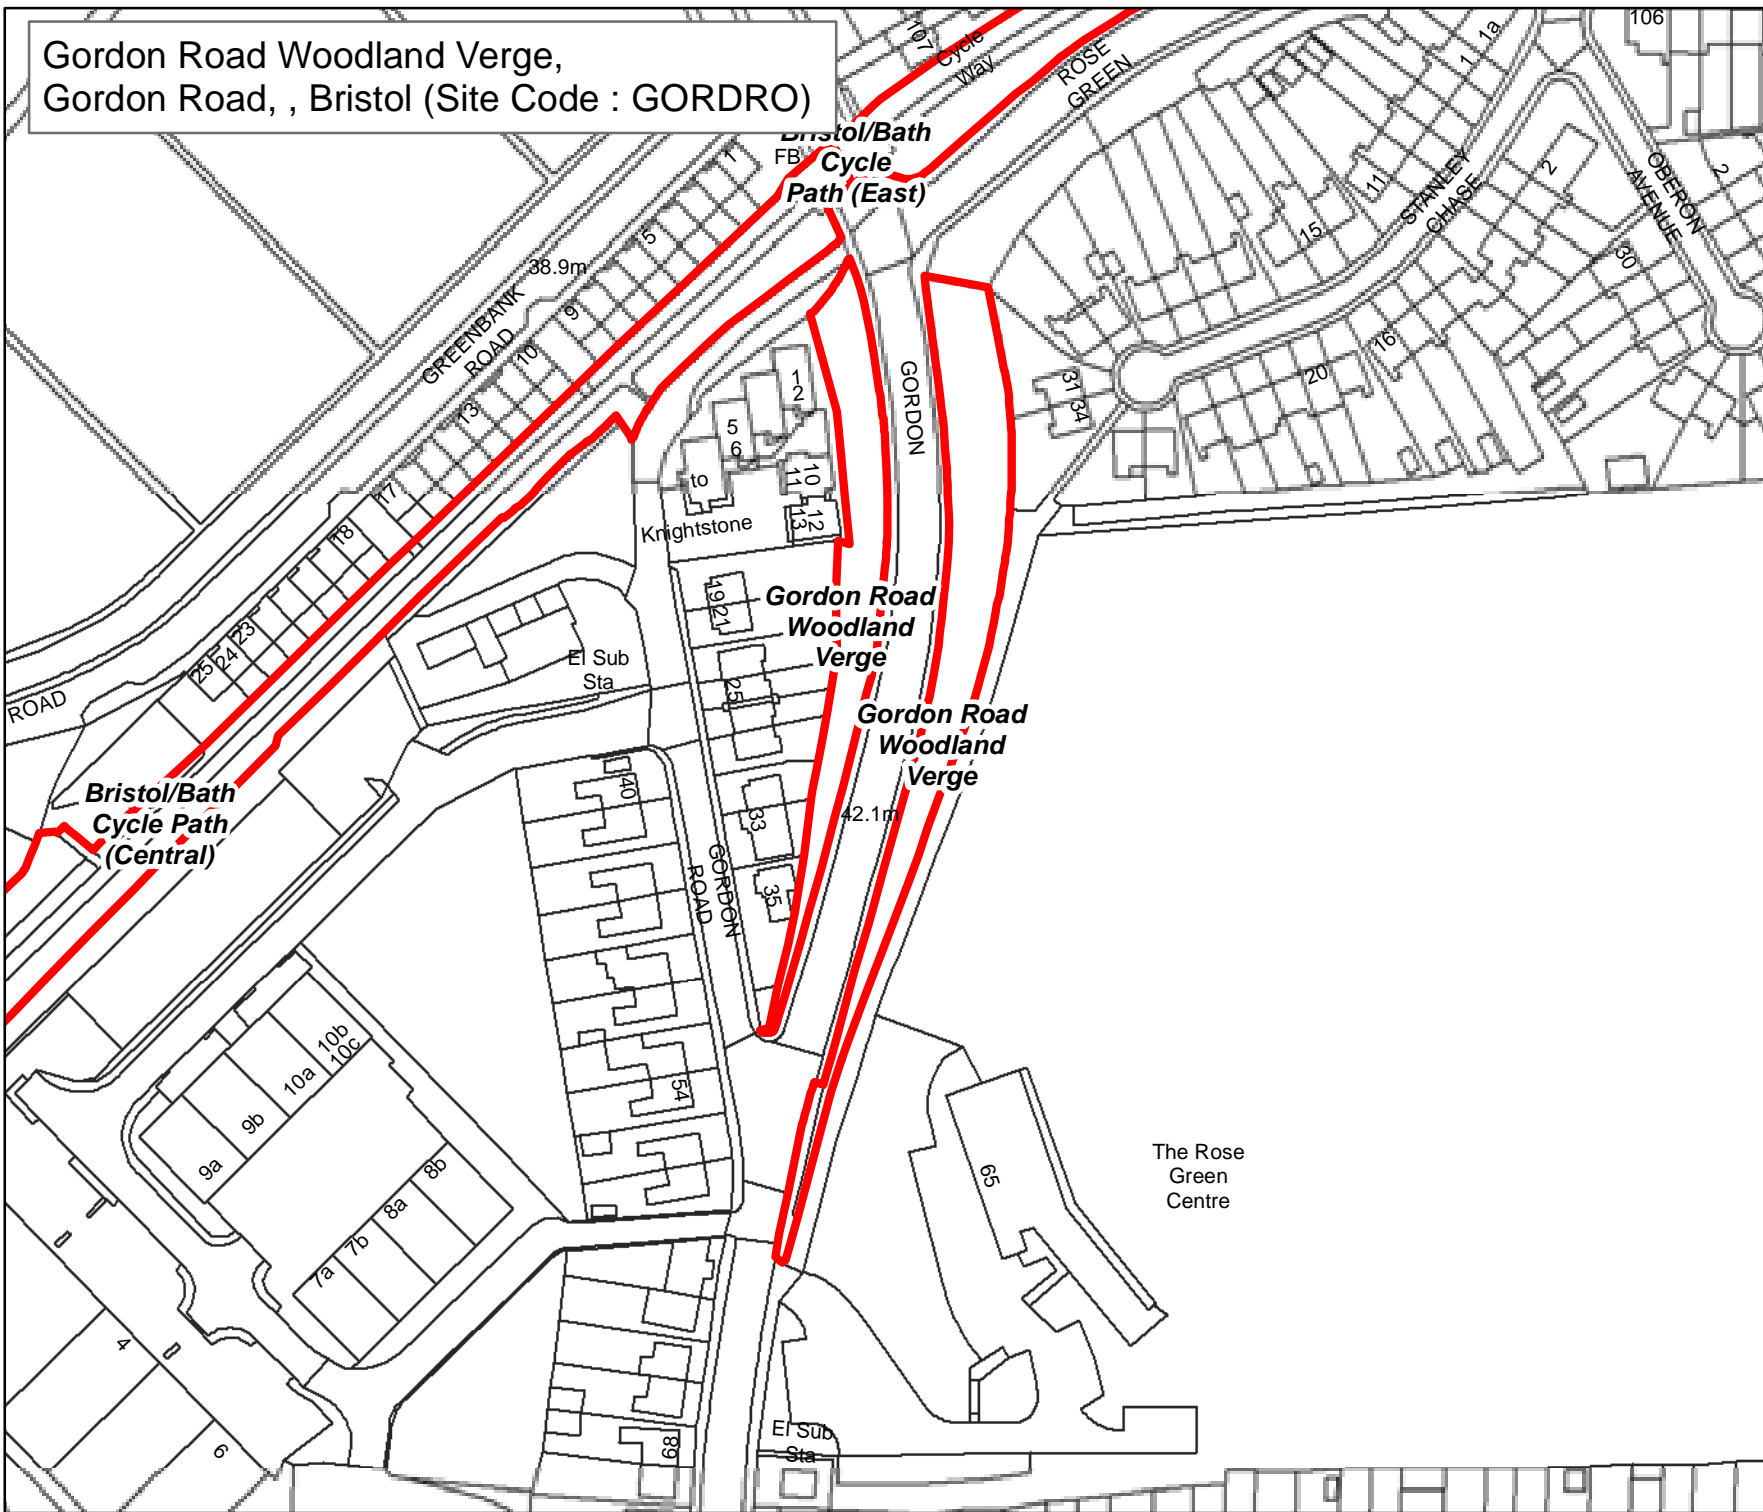 Gordon Road Woodland Verge,
Gordon Road, , Bristol (Site Code : GORDRO)
107
Cycle
Way
ROSE
GREEN
1a
1
106
Bristol/Bath
Cycle
Path (East)
FB
1
5
38.9m
9
GREENBANK
ROAD
10
13
17
18
23
24
25
ROAD
11
STANLEY
CHASE
2
OBERON
AVENUE
2
15
30
16
20
31
34
GORDON
1
2
5
6
to
10
11
12
13
Knightstone
19
21
Gordon Road
Woodland
Verge
El Sub
Sta
25
Gordon Road
Woodland
Verge
Bristol/Bath
Cycle Path
(Central)
40
33
42.1m
GORDON
ROAD
35
10b
10c
10a
9b
9a
54
8b
8a
7b
7a
65
The Rose
Green
Centre
4
6
68
El Sub
Sta